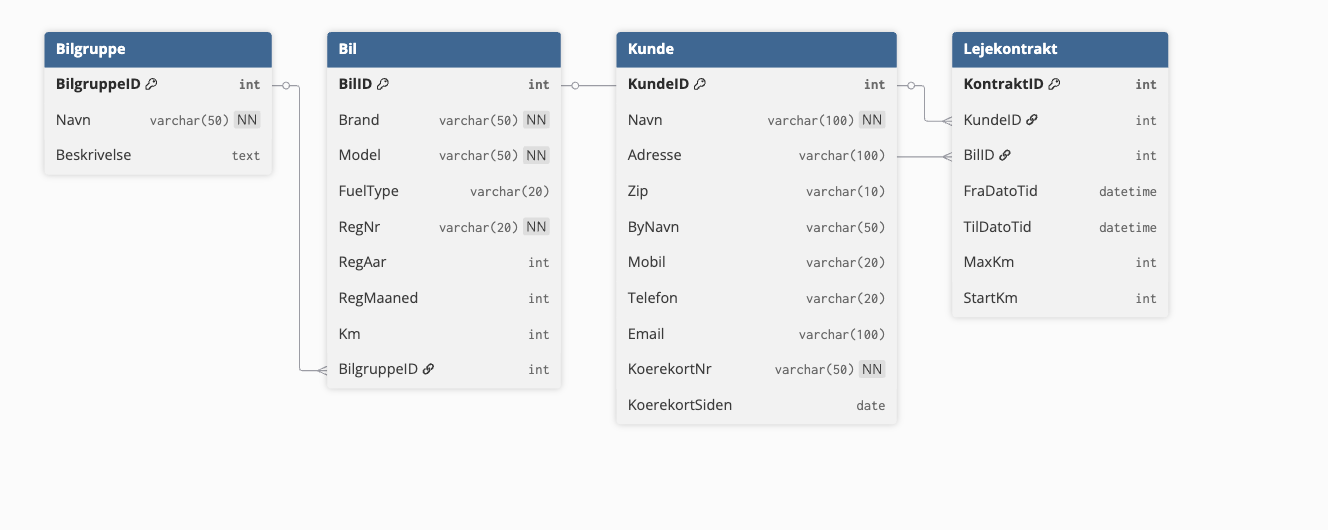 Bilgruppe
BilgruppeID int
Navn varchar(50) NN
Beskrivelse text
Bil
BilID int
Brand varchar(50) NN
Model varchar(50) NN
FuelType varchar(20)
RegNr varchar(20) NN
RegAar int
RegMaaned int
Km int
BilgruppeID int
Kunde
KundeID int
Navn varchar(100) NN
Adresse varchar(100)
Zip varchar(10)
ByNavn varchar(50)
Mobil varchar(20)
Telefon varchar(20)
Email varchar(100)
KoerekortNr varchar(50) NN
KoerekortSiden date
Lejekontrakt
KontraktID int
KundeID int
BilID int
FraDatoTid datetime
TilDatoTid datetime
MaxKm int
StartKm int